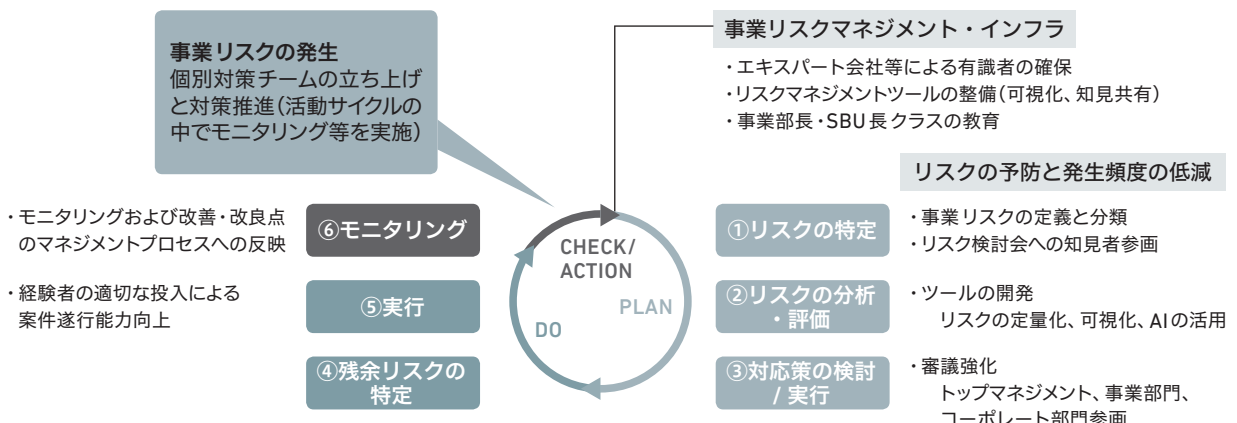 事業リスクの発生
個別対策チームの立ち上げ
と対策推進（活動サイクルの
中でモニタリング等を実施）
事業リスクマネジメント・インフラ
・エキスパート会社等による有識者の確保
・リスクマネジメントツールの整備（可視化、知見共有）
・事業部長・SBU長クラスの教育
リスクの予防と発生頻度の低減
・モニタリングおよび改善・改良点
のマネジメントプロセスへの反映
⑥モニタリング
・経験者の適切な投入による
案件遂行能力向上
⑤実行
④残余リスクの
特定
CHECK/
ACTION
PLAN
DO
①リスクの特定
・事業リスクの定義と分類
・リスク検討会への知見者参画
②リスクの分析
・評価
・ツールの開発
リスクの定量化、可視化、AIの活用
③対応策の検討
/ 実行
・審議強化
トップマネジメント、事業部門、
コーポレート部門参画